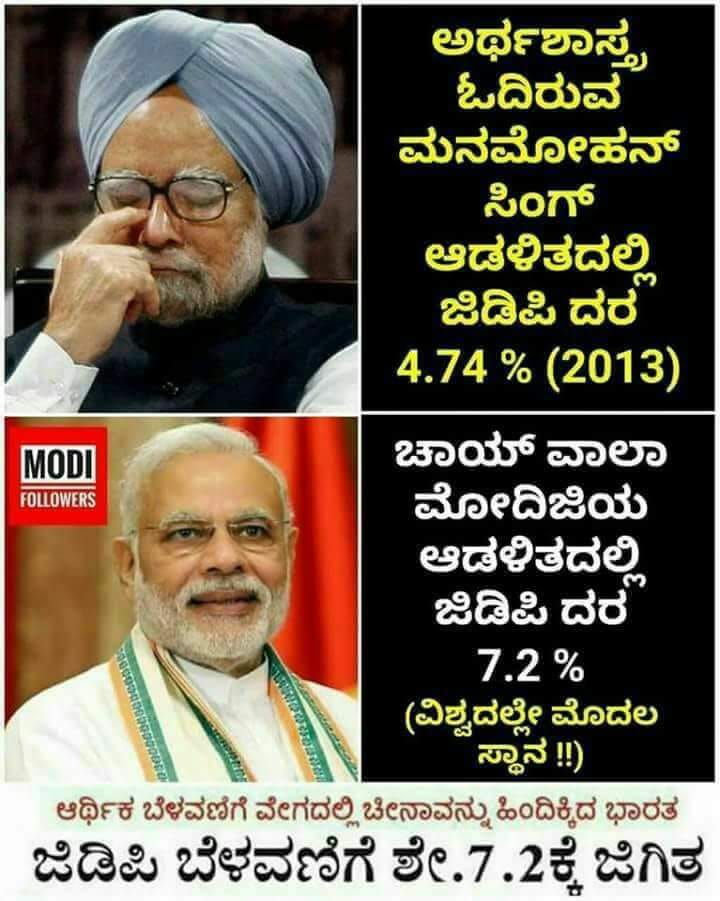 ಅರ್ಥಶಾಸ್ತ್ರ
ಓದಿರುವ
ಮನಮೋಹನ್
ಸಿಂಗ್
ಆಡಳಿತದಲ್ಲಿ
ಜಿಡಿಪಿ ದರ
4.74 % (2013)
MODI
FOLLOWERS
ಚಾಯ್ ವಾಲಾ
ಮೋದಿಜಿಯ
ಆಡಳಿತದಲ್ಲಿ
ಜಿಡಿಪಿ ದರ
7.2 %
(ವಿಶ್ವದಲ್ಲೇ ಮೊದಲ
ಸ್ಥಾನ !!)
ಆರ್ಥಿಕ ಬೆಳವಣಿಗೆ ವೇಗದಲ್ಲಿ ಚೀನಾವನ್ನು ಹಿಂದಿಕ್ಕಿದ ಭಾರತ
ಜಿಡಿಪಿ ಬೆಳವಣಿಗೆ ಶೇ.7.2ಕ್ಕೆ ಜಿಗಿತ